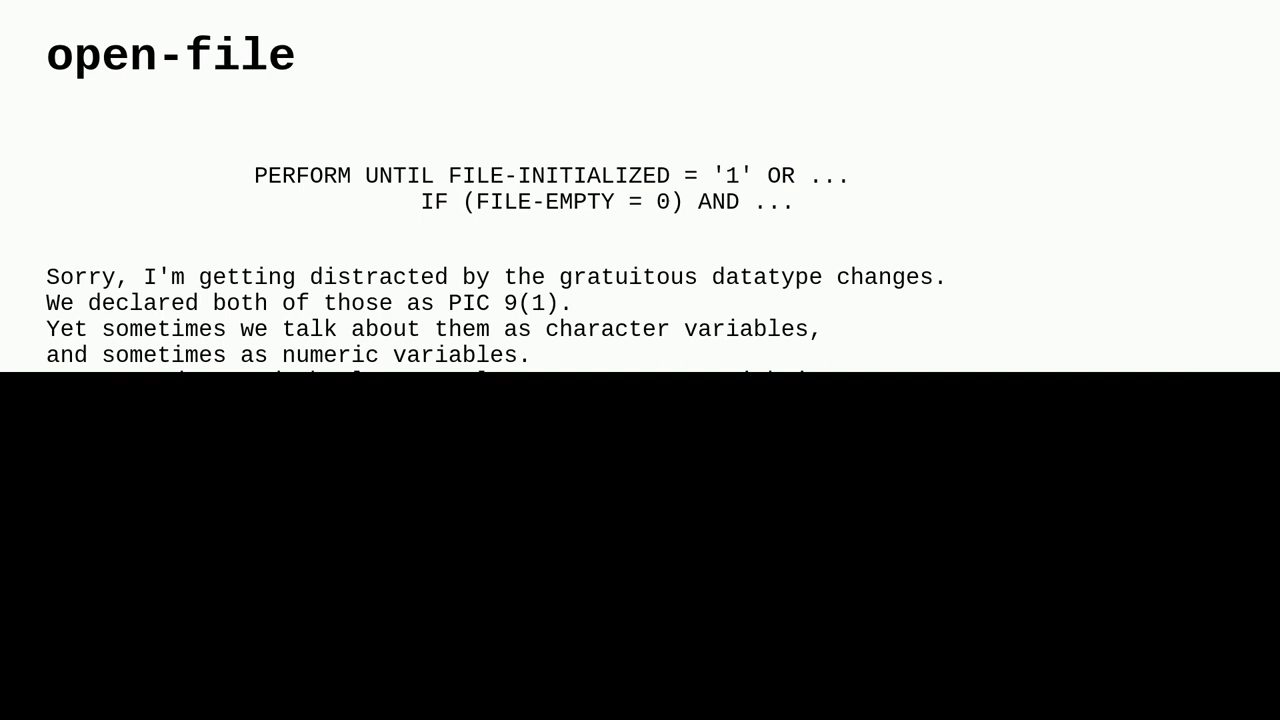 open-file
PERFORM UNTIL FILE-INITIALIZED = '1' OR ...
IF (FILE-EMPTY = 0) AND ...
Sorry, I'm getting distracted by the gratuitous datatype changes.
We declared both of those as PIC 9(1).
Yet sometimes we talk about them as character variables,
and sometimes as numeric variables.